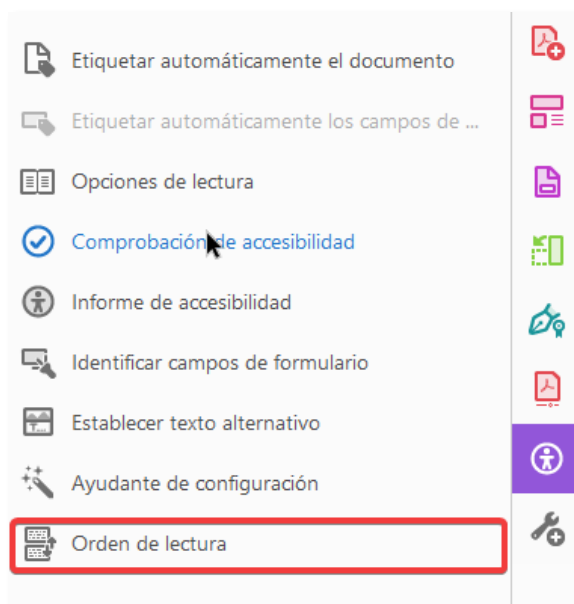 Etiquetar automáticamente el documento
Etiquetar automáticamente los campos de ...
Opciones de lectura
Comprobación de accesibilidad
Informe de accesibilidad
Identificar campos de formulario
Establecer texto alternativo
Ayudante de configuración
Orden de lectura